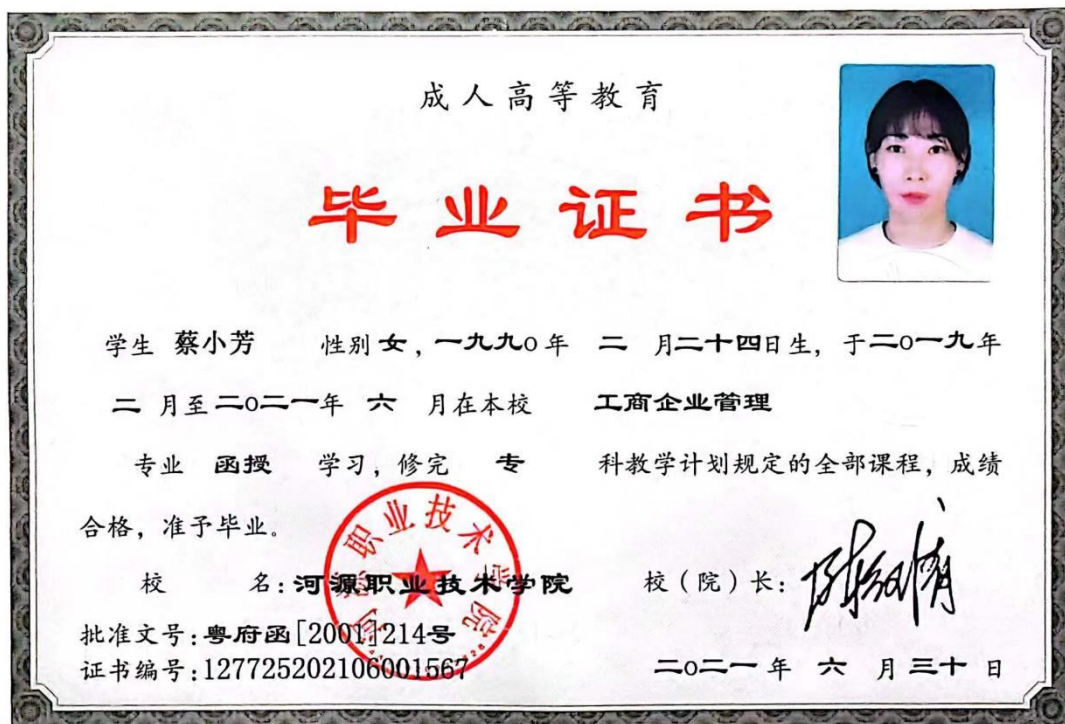 成人高等教育
毕业证书
学生 蔡小芳 性别 女，一九九〇年 二 月二十四日生，于二〇一九年
二 月至二〇二一年 六 月在本校 工商企业管理
专业 函授 学习，修完 专 科教学计划规定的全部课程，成绩
合格，准予毕业。
职业技术学院
校 名：河源职业技术学院 校（院）长：
批准文号：粤府函[2001]214号
证书编号：127725202106001567 二〇二一 年 六 月三十 日